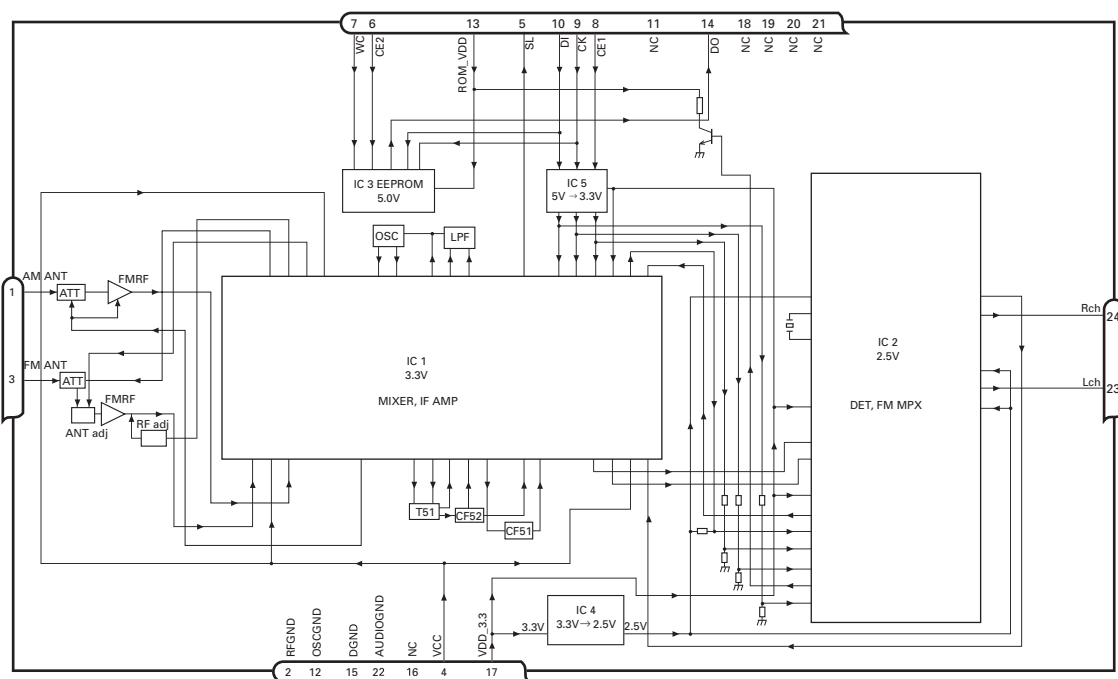 7 6 13 5 10 9 8 11 14 18 19 20 21
WC
CE2
ROM_VDD
SL
DI
CK
CE1
NC
DO
NC
NC
NC
NC
IC 3 EEPROM
5.0V
IC 5
5V → 3.3V
OSC
LPF
AM ANT
1
ATT
FMRF
FM ANT
3
ATT
FMRF
ANT adj
RF adj
IC 1
3.3V
MIXER, IF AMP
IC 2
2.5V
DET, FM MPX
Rch
24
Lch
23
T51
CF52
CF51
IC 4
3.3V → 2.5V
3.3V
2.5V
RFGND
OSCGND
DGND
AUDIOGND
NC
VCC
VDD_3.3
2 12 15 22 16 4 17